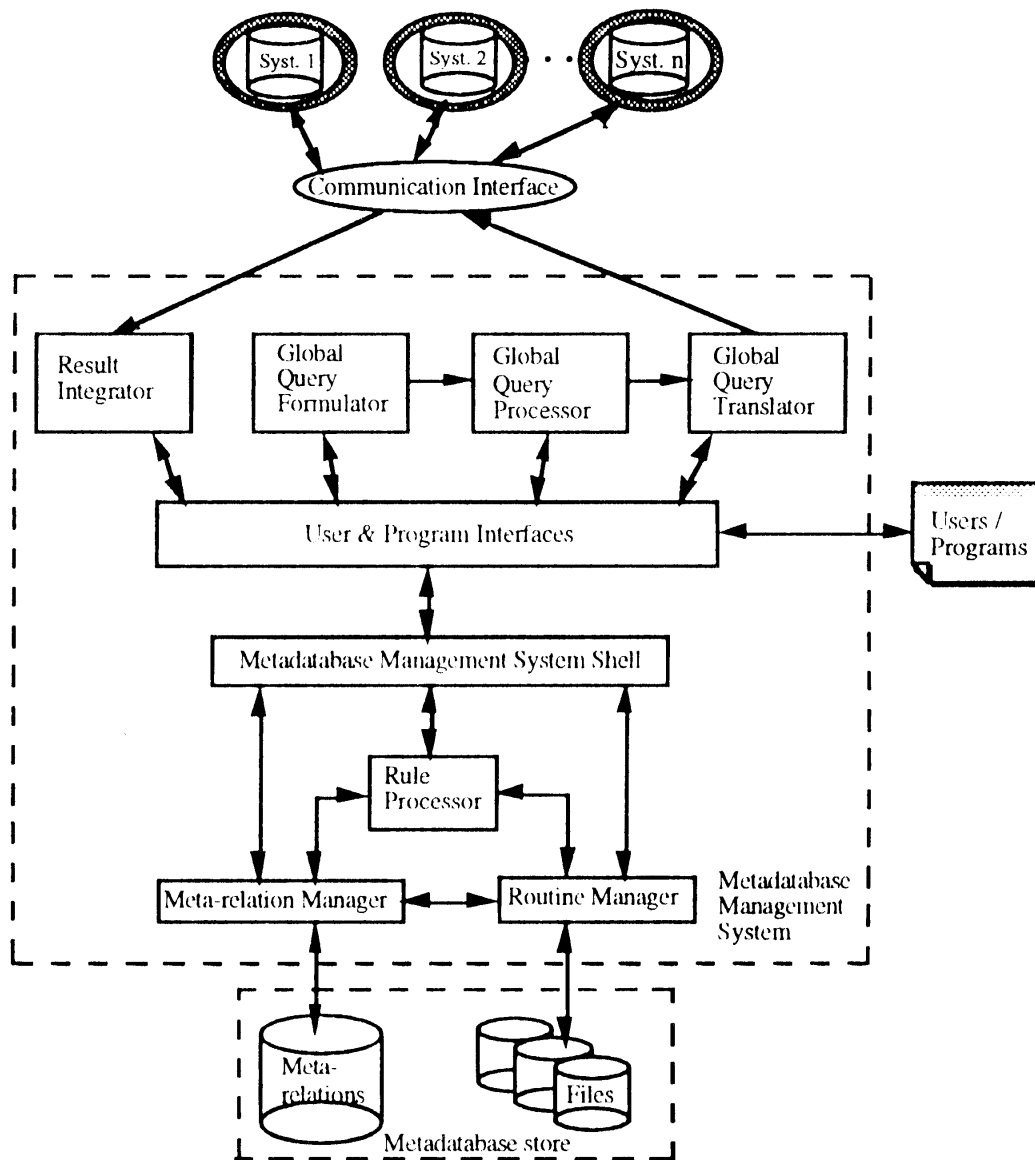 Syst. 1
Syst. 2
. . .
Syst. n
Communication Interface
Result
Integrator
Global
Query
Formulator
Global
Query
Processor
Global
Query
Translator
User & Program Interfaces
Users /
Programs
Metadatabase Management System Shell
Rule
Processor
Meta-relation Manager
Routine Manager
Metadatabase
Management
System
Meta-
relations
Files
Metadatabase store